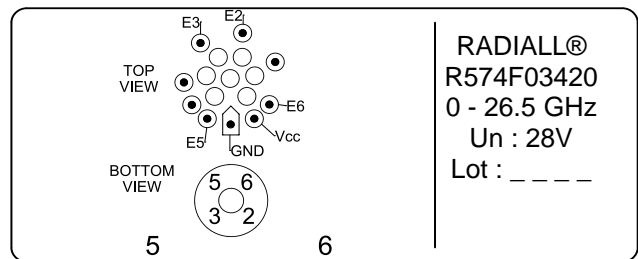 E3
E2
TOP
VIEW
E6
E5
Vcc
GND
BOTTOM
VIEW
5 6
3 2
5 6
RADIALL®
R574F03420
0 - 26.5 GHz
Un : 28V
Lot : _ _ _ _